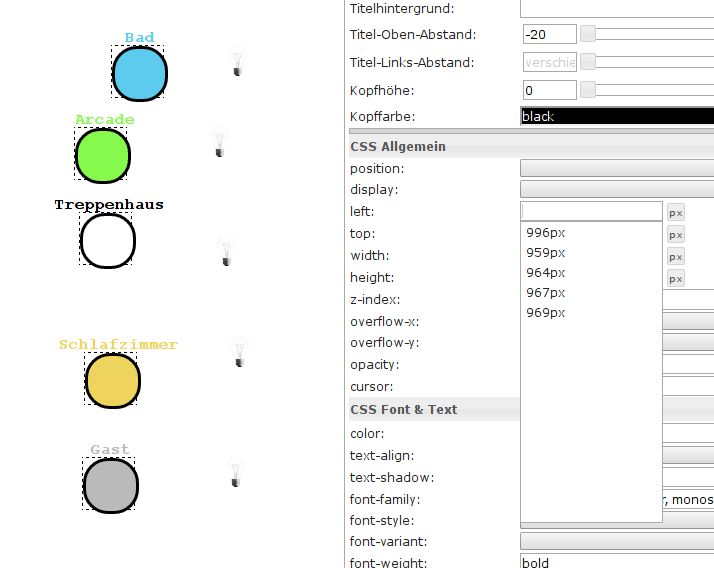 Bad
Arcade
Treppenhaus
Schlafzimmer
Gast
Titelhintergrund:
Titel-Oben-Abstand: -20
Titel-Links-Abstand: verschie
Kopfhöhe: 0
Kopffarbe: black
CSS Allgemein
position:
display:
left: px
top: px
width: px
height: px
996px
959px
964px
967px
969px
z-index:
overflow-x:
overflow-y:
opacity:
cursor:
CSS Font & Text
color:
text-align:
text-shadow:
font-family: r, monos
font-style:
font-variant:
font-weight: bold